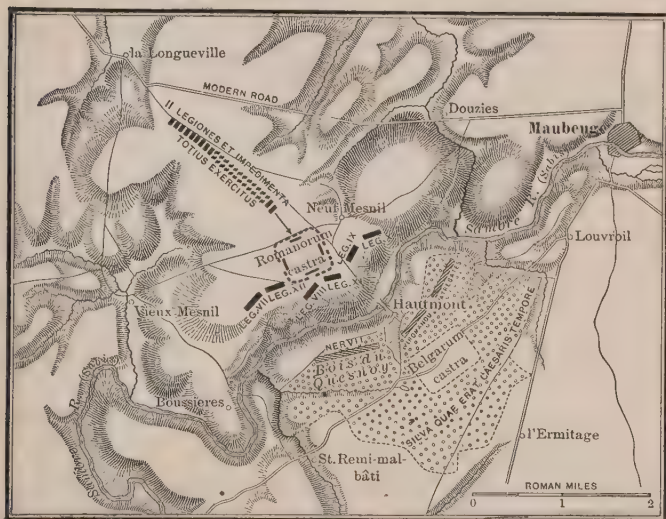 la Longueville
MODERN ROAD
Douzies
Maubeug
II LEGIONES ET IMPEDIMENTA
TOTIUS EXERCITUS
Neuf Mesnil
Sambre R. (Sabis)
Romanorum
castra
LEG. IX
LEG.
Louvroil
LEG. VII
LEG. XII
LEG. VIII
LEG. X
Hautmont
Vieux-Mesnil
NERVII
Bois du
Quesnoy
Belgarum
castra
SILVA QUAE ERAT CAESARIS TEMPORE
Boussieres
l'Ermitage
St. Remi-mal-
bâti
ROMAN MILES
0 1 2